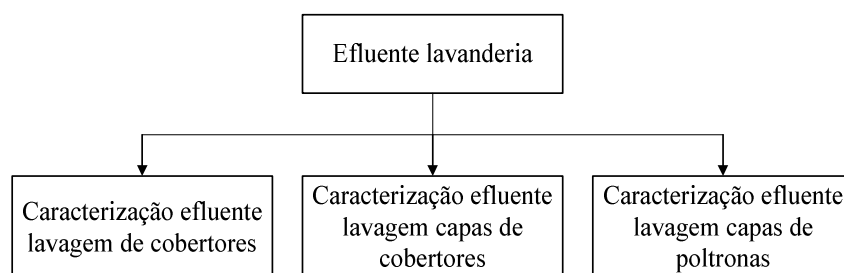 Efluente lavanderia
Caracterização efluente
lavagem de cobertores
Caracterização efluente
lavagem capas de
cobertores
Caracterização efluente
lavagem capas de
poltronas